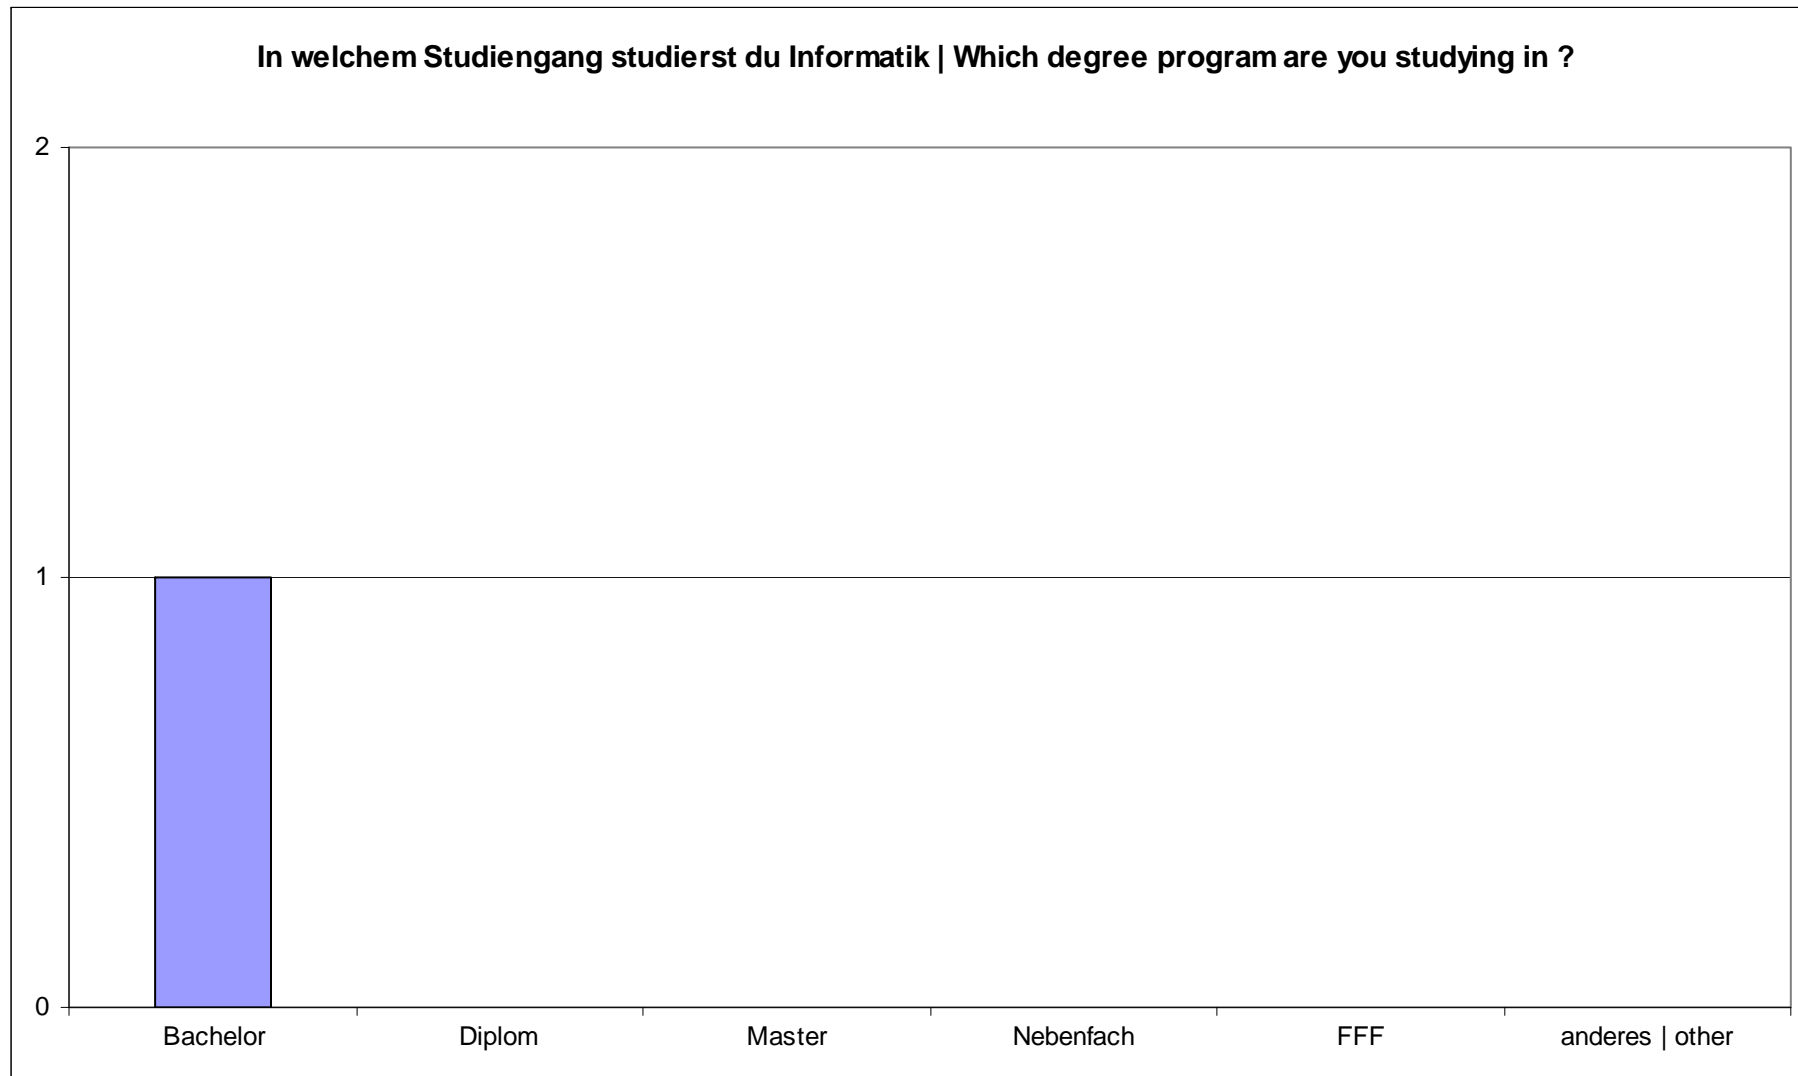 In welchem Studiengang studierst du Informatik | Which degree program are you studying in ?
2
1
0
Bachelor Diplom Master Nebenfach FFF anderes | other